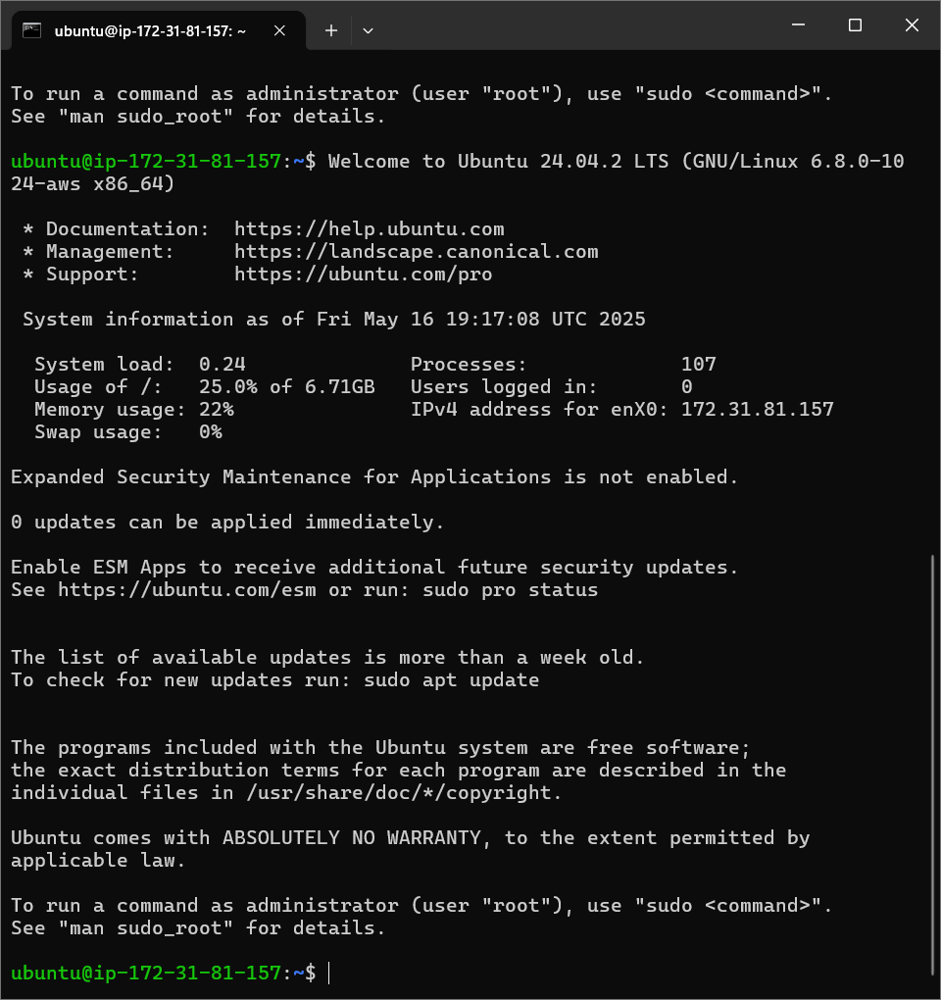 ubuntu@ip-172-31-81-157: ~
To run a command as administrator (user "root"), use "sudo <command>".
See "man sudo_root" for details.
ubuntu@ip-172-31-81-157:~$ Welcome to Ubuntu 24.04.2 LTS (GNU/Linux 6.8.0-10
24-aws x86_64)
* Documentation:  https://help.ubuntu.com
* Management:     https://landscape.canonical.com
* Support:        https://ubuntu.com/pro
System information as of Fri May 16 19:17:08 UTC 2025
System load:  0.24              Processes:             107
Usage of /:   25.0% of 6.71GB   Users logged in:       0
Memory usage: 22%               IPv4 address for enX0: 172.31.81.157
Swap usage:   0%
Expanded Security Maintenance for Applications is not enabled.
0 updates can be applied immediately.
Enable ESM Apps to receive additional future security updates.
See https://ubuntu.com/esm or run: sudo pro status
The list of available updates is more than a week old.
To check for new updates run: sudo apt update
The programs included with the Ubuntu system are free software;
the exact distribution terms for each program are described in the
individual files in /usr/share/doc/*/copyright.
Ubuntu comes with ABSOLUTELY NO WARRANTY, to the extent permitted by
applicable law.
To run a command as administrator (user "root"), use "sudo <command>".
See "man sudo_root" for details.
ubuntu@ip-172-31-81-157:~$